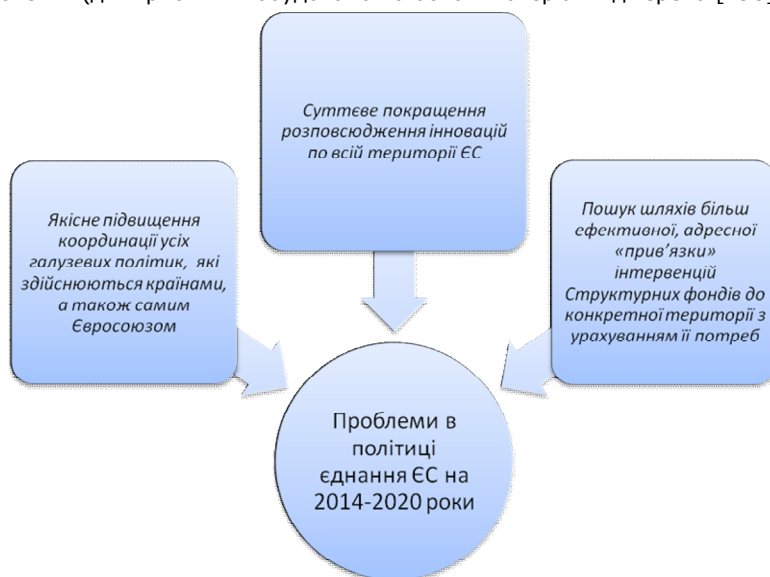 Суттєве покращення
розповсюдження інновацій
по всій території ЄС
Якісне підвищення
координації усіх
галузевих політик, які
здійснюються країнами,
а також самим
Євросоюзом
Пошук шляхів більш
ефективної, адресної
«прив’язки»
інтервенцій
Структурних фондів до
конкретної території з
урахуванням її потреб
Проблеми в
політиці
єднання ЄС на
2014-2020 роки